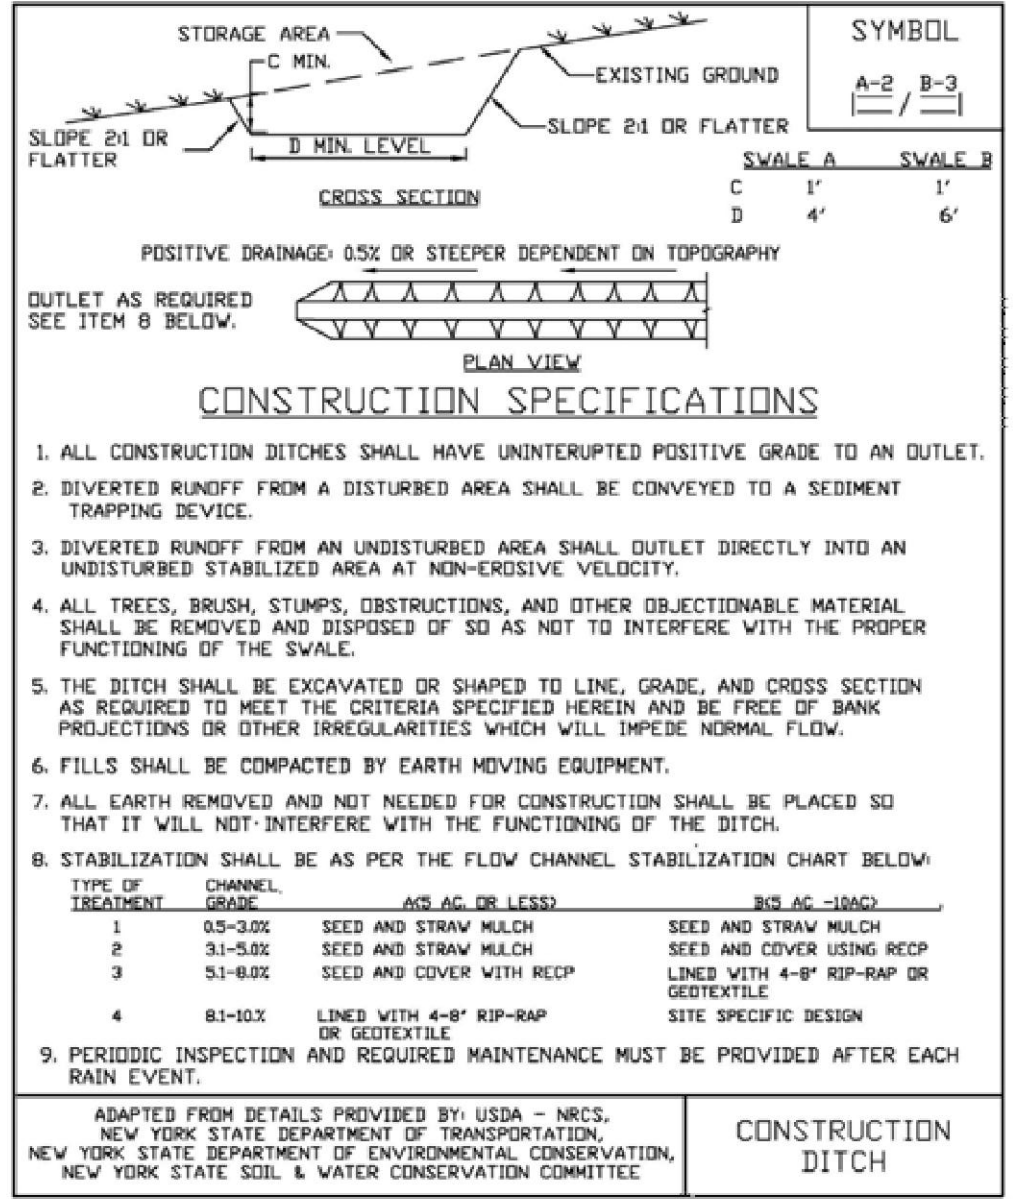 STORAGE AREA
C MIN.
EXISTING GROUND
SLOPE 2:1 OR
FLATTER
SLOPE 2:1 OR FLATTER
D MIN. LEVEL
CROSS SECTION
SYMBOL
A-2 / B-3
SWALE A SWALE B
C 1' 1'
D 4' 6'
POSITIVE DRAINAGE: 0.5% OR STEEPER DEPENDENT ON TOPOGRAPHY
OUTLET AS REQUIRED
SEE ITEM 8 BELOW.
PLAN VIEW
CONSTRUCTION SPECIFICATIONS
1. ALL CONSTRUCTION DITCHES SHALL HAVE UNINTERUPTED POSITIVE GRADE TO AN OUTLET.
2. DIVERTED RUNOFF FROM A DISTURBED AREA SHALL BE CONVEYED TO A SEDIMENT
TRAPPING DEVICE.
3. DIVERTED RUNOFF FROM AN UNDISTURBED AREA SHALL OUTLET DIRECTLY INTO AN
UNDISTURBED STABILIZED AREA AT NON-EROSIVE VELOCITY.
4. ALL TREES, BRUSH, STUMPS, OBSTRUCTIONS, AND OTHER OBJECTIONABLE MATERIAL
SHALL BE REMOVED AND DISPOSED OF SO AS NOT TO INTERFERE WITH THE PROPER
FUNCTIONING OF THE SWALE.
5. THE DITCH SHALL BE EXCAVATED OR SHAPED TO LINE, GRADE, AND CROSS SECTION
AS REQUIRED TO MEET THE CRITERIA SPECIFIED HEREIN AND BE FREE OF BANK
PROJECTIONS OR OTHER IRREGULARITIES WHICH WILL IMPEDE NORMAL FLOW.
6. FILLS SHALL BE COMPACTED BY EARTH MOVING EQUIPMENT.
7. ALL EARTH REMOVED AND NOT NEEDED FOR CONSTRUCTION SHALL BE PLACED SO
THAT IT WILL NOT INTERFERE WITH THE FUNCTIONING OF THE DITCH.
8. STABILIZATION SHALL BE AS PER THE FLOW CHANNEL STABILIZATION CHART BELOW:
TYPE OF CHANNEL
TREATMENT GRADE A(5 AC. OR LESS) B(5 AC -10AC)
1 0.5-3.0% SEED AND STRAW MULCH SEED AND STRAW MULCH
2 3.1-5.0% SEED AND STRAW MULCH SEED AND COVER USING RECP
3 5.1-8.0% SEED AND COVER WITH RECP LINED WITH 4-8" RIP-RAP OR
GEOTEXTILE
4 8.1-10.% LINED WITH 4-8" RIP-RAP SITE SPECIFIC DESIGN
OR GEOTEXTILE
9. PERIODIC INSPECTION AND REQUIRED MAINTENANCE MUST BE PROVIDED AFTER EACH
RAIN EVENT.
ADAPTED FROM DETAILS PROVIDED BY: USDA - NRCS,
NEW YORK STATE DEPARTMENT OF TRANSPORTATION,
NEW YORK STATE DEPARTMENT OF ENVIRONMENTAL CONSERVATION,
NEW YORK STATE SOIL & WATER CONSERVATION COMMITTEE
CONSTRUCTION
DITCH